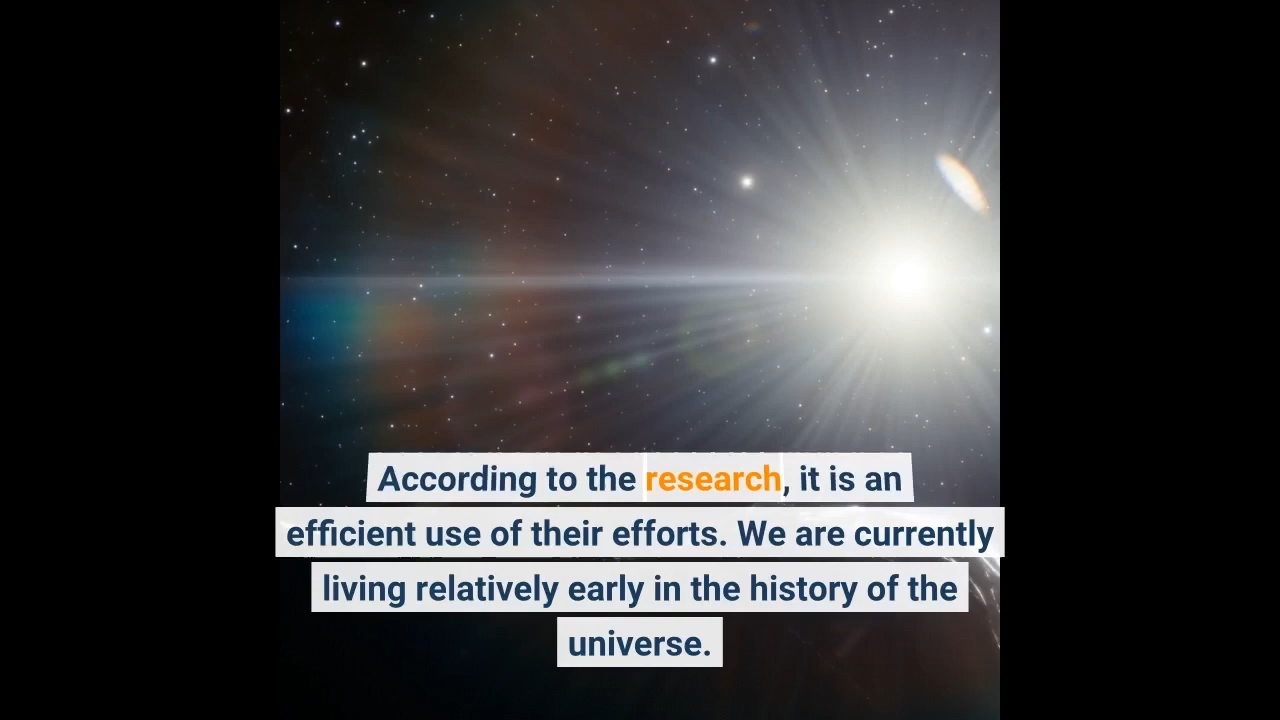 According to the research, it is an
efficient use of their efforts. We are currently
living relatively early in the history of the
universe.